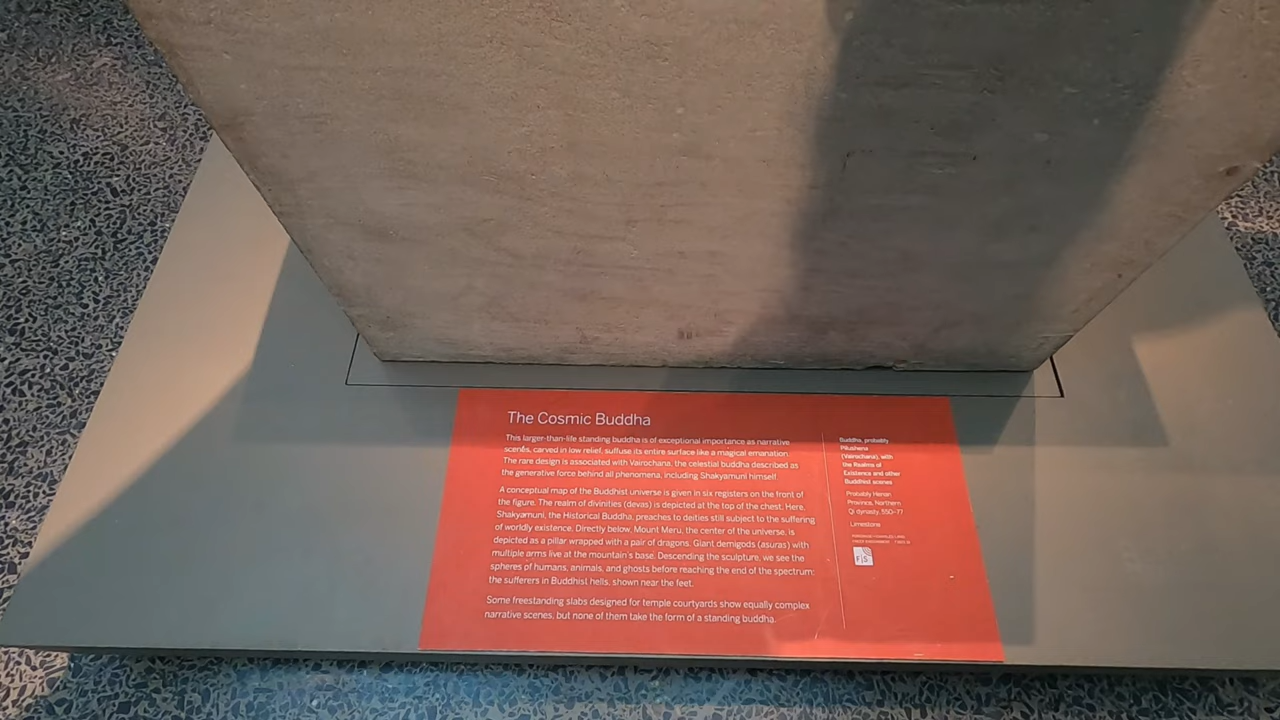 The Cosmic Buddha
This larger-than-life standing buddha is of exceptional importance as narrative
scenes, carved in low relief, suffuse its entire surface like a magical emanation.
The rare design is associated with Vairochana, the celestial buddha described as
the generative force behind all phenomena, including Shakyamuni himself.
A conceptual map of the Buddhist universe is given in six registers on the front of
the figure. The realm of divinities (devas) is depicted at the top of the chest. Here,
Shakyamuni, the Historical Buddha, preaches to deities still subject to the suffering
of worldly existence. Directly below, Mount Meru, the center of the universe, is
depicted as a pillar wrapped with a pair of dragons. Giant demigods (asuras) with
multiple arms live at the mountain's base. Descending the sculpture, we see the
spheres of humans, animals, and ghosts before reaching the end of the spectrum:
the sufferers in Buddhist hells, shown near the feet.
Some freestanding slabs designed for temple courtyards show equally complex
narrative scenes, but none of them take the form of a standing buddha.
Buddha, probably
Pilushena
(Vairochana), with
the Realms of
Existence and other
Buddhist scenes
Probably Henan
Province, Northern
Qi dynasty, 550–77
Limestone
F|S